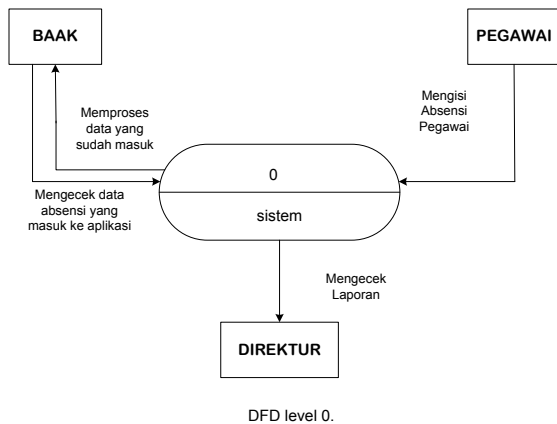 BAAK
PEGAWAI
Memproses
data yang
sudah masuk
Mengisi
Absensi
Pegawai
Mengecek data
absensi yang
masuk ke aplikasi
0
sistem
Mengecek
Laporan
DIREKTUR
DFD level 0.